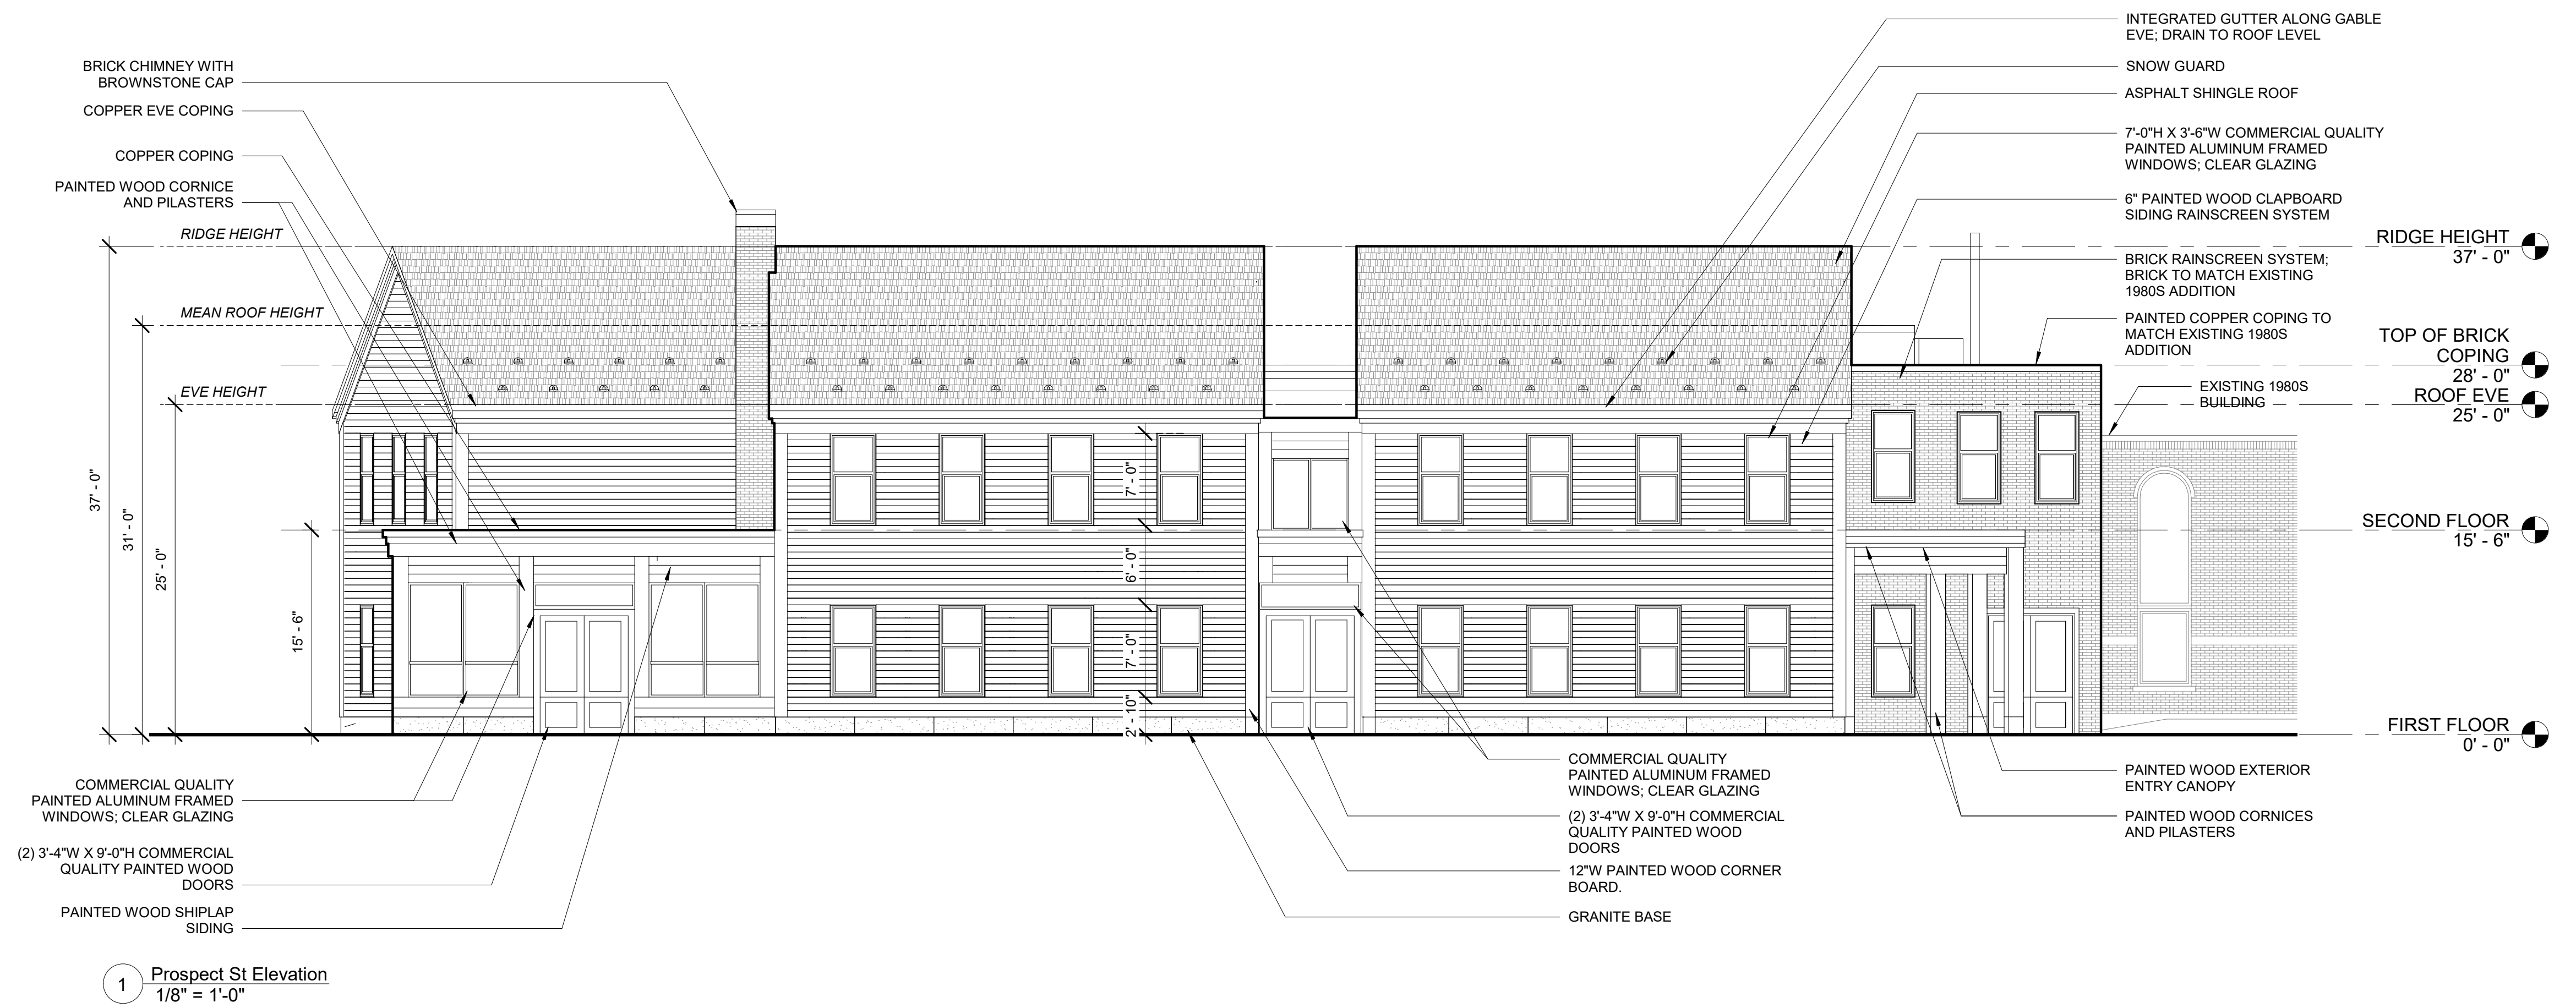 BRICK CHIMNEY WITH
BROWNSTONE CAP
COPPER EVE COPING
COPPER COPING
PAINTED WOOD CORNICE
AND PILASTERS
RIDGE HEIGHT
MEAN ROOF HEIGHT
EVE HEIGHT
37' - 0"
31' - 0"
25' - 0"
15' - 6"
7' - 0"
6' - 0"
7' - 0"
2' - 10"
INTEGRATED GUTTER ALONG GABLE
EVE; DRAIN TO ROOF LEVEL
SNOW GUARD
ASPHALT SHINGLE ROOF
7'-0"H X 3'-6"W COMMERCIAL QUALITY
PAINTED ALUMINUM FRAMED
WINDOWS; CLEAR GLAZING
6" PAINTED WOOD CLAPBOARD
SIDING RAINSCREEN SYSTEM
BRICK RAINSCREEN SYSTEM;
BRICK TO MATCH EXISTING
1980S ADDITION
PAINTED COPPER COPING TO
MATCH EXISTING 1980S
ADDITION
EXISTING 1980S
BUILDING
RIDGE HEIGHT
37' - 0"
TOP OF BRICK
COPING
28' - 0"
ROOF EVE
25' - 0"
SECOND FLOOR
15' - 6"
FIRST FLOOR
0' - 0"
COMMERCIAL QUALITY
PAINTED ALUMINUM FRAMED
WINDOWS; CLEAR GLAZING
(2) 3'-4"W X 9'-0"H COMMERCIAL
QUALITY PAINTED WOOD
DOORS
PAINTED WOOD SHIPLAP
SIDING
COMMERCIAL QUALITY
PAINTED ALUMINUM FRAMED
WINDOWS; CLEAR GLAZING
(2) 3'-4"W X 9'-0"H COMMERCIAL
QUALITY PAINTED WOOD
DOORS
12"W PAINTED WOOD CORNER
BOARD.
GRANITE BASE
PAINTED WOOD EXTERIOR
ENTRY CANOPY
PAINTED WOOD CORNICES
AND PILASTERS
1
Prospect St Elevation
1/8" = 1'-0"